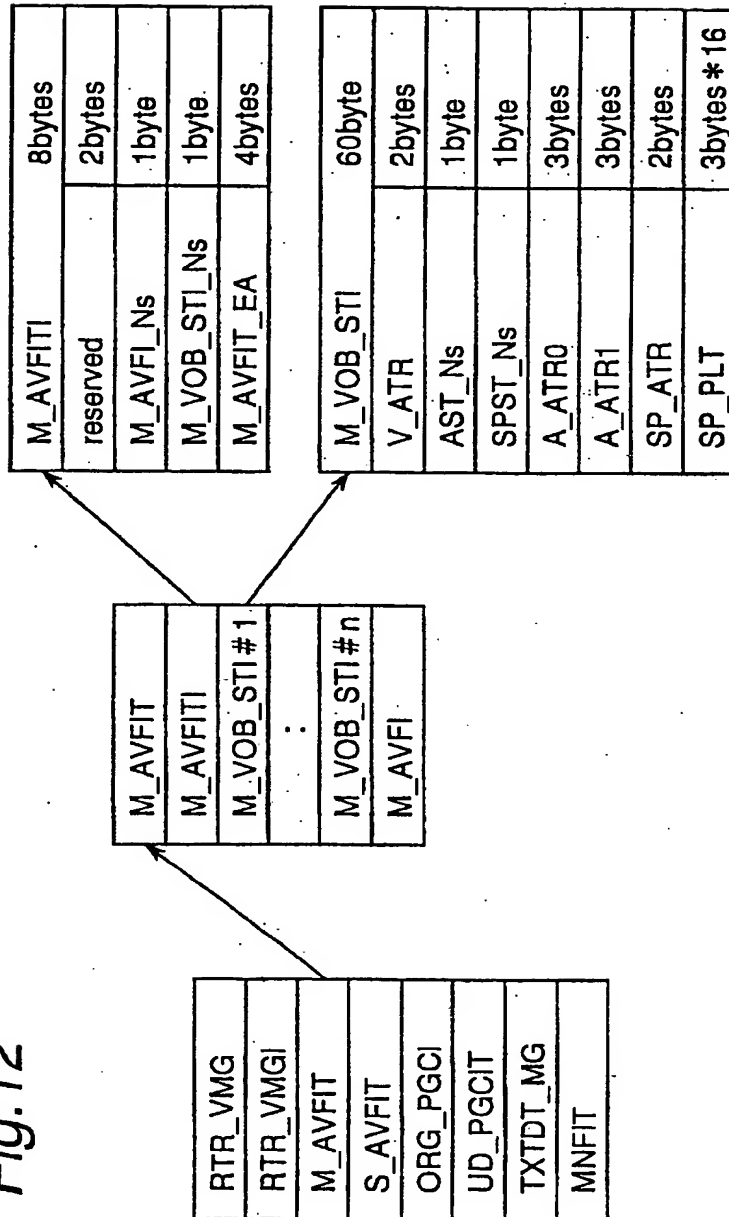 Fig.12
RTR_VMG
RTR_VMGI
M_AVFIT
S_AVFIT
ORG_PGCI
UD_PGCIT
TXTDT_MG
MNFIT
M_AVFIT
M_AVFITI
M_VOB_STI#1
:
M_VOB_STI#n
M_AVFI
M_AVFITI 8bytes
reserved 2bytes
M_AVFI_Ns 1byte
M_VOB_STI_Ns 1byte
M_AVFIT_EA 4bytes
M_VOB_STI 60byte
V_ATR 2bytes
AST_Ns 1byte
SPST_Ns 1byte
A_ATR0 3bytes
A_ATR1 3bytes
SP_ATR 2bytes
SP_PLT 3bytes*16